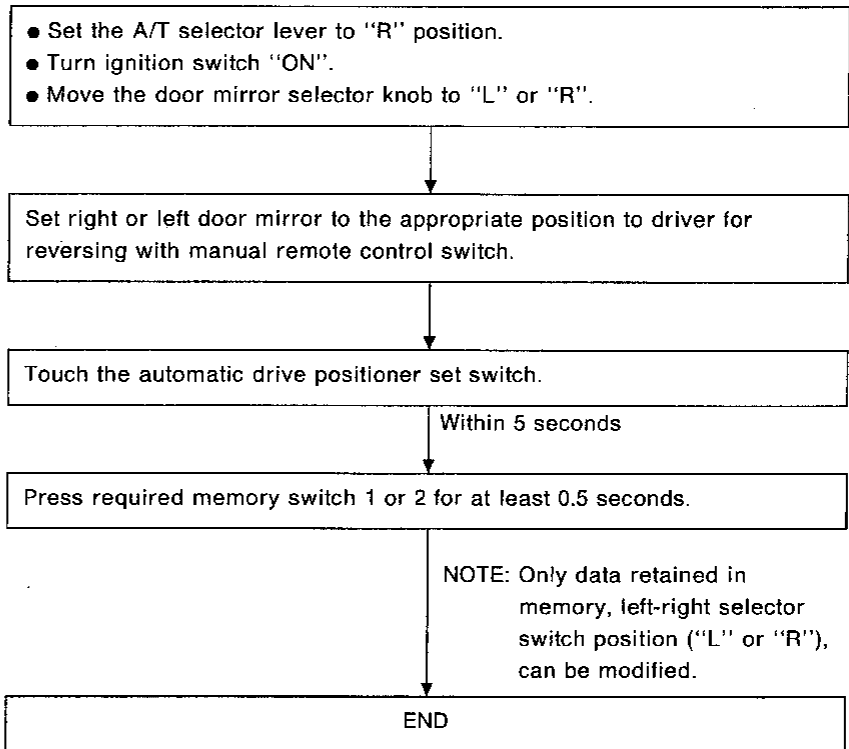 ● Set the A/T selector lever to “R” position.
● Turn ignition switch “ON”.
● Move the door mirror selector knob to “L” or “R”.
Set right or left door mirror to the appropriate position to driver for
reversing with manual remote control switch.
Touch the automatic drive positioner set switch.
Within 5 seconds
Press required memory switch 1 or 2 for at least 0.5 seconds.
NOTE: Only data retained in
memory, left-right selector
switch position (“L” or “R”),
can be modified.
END